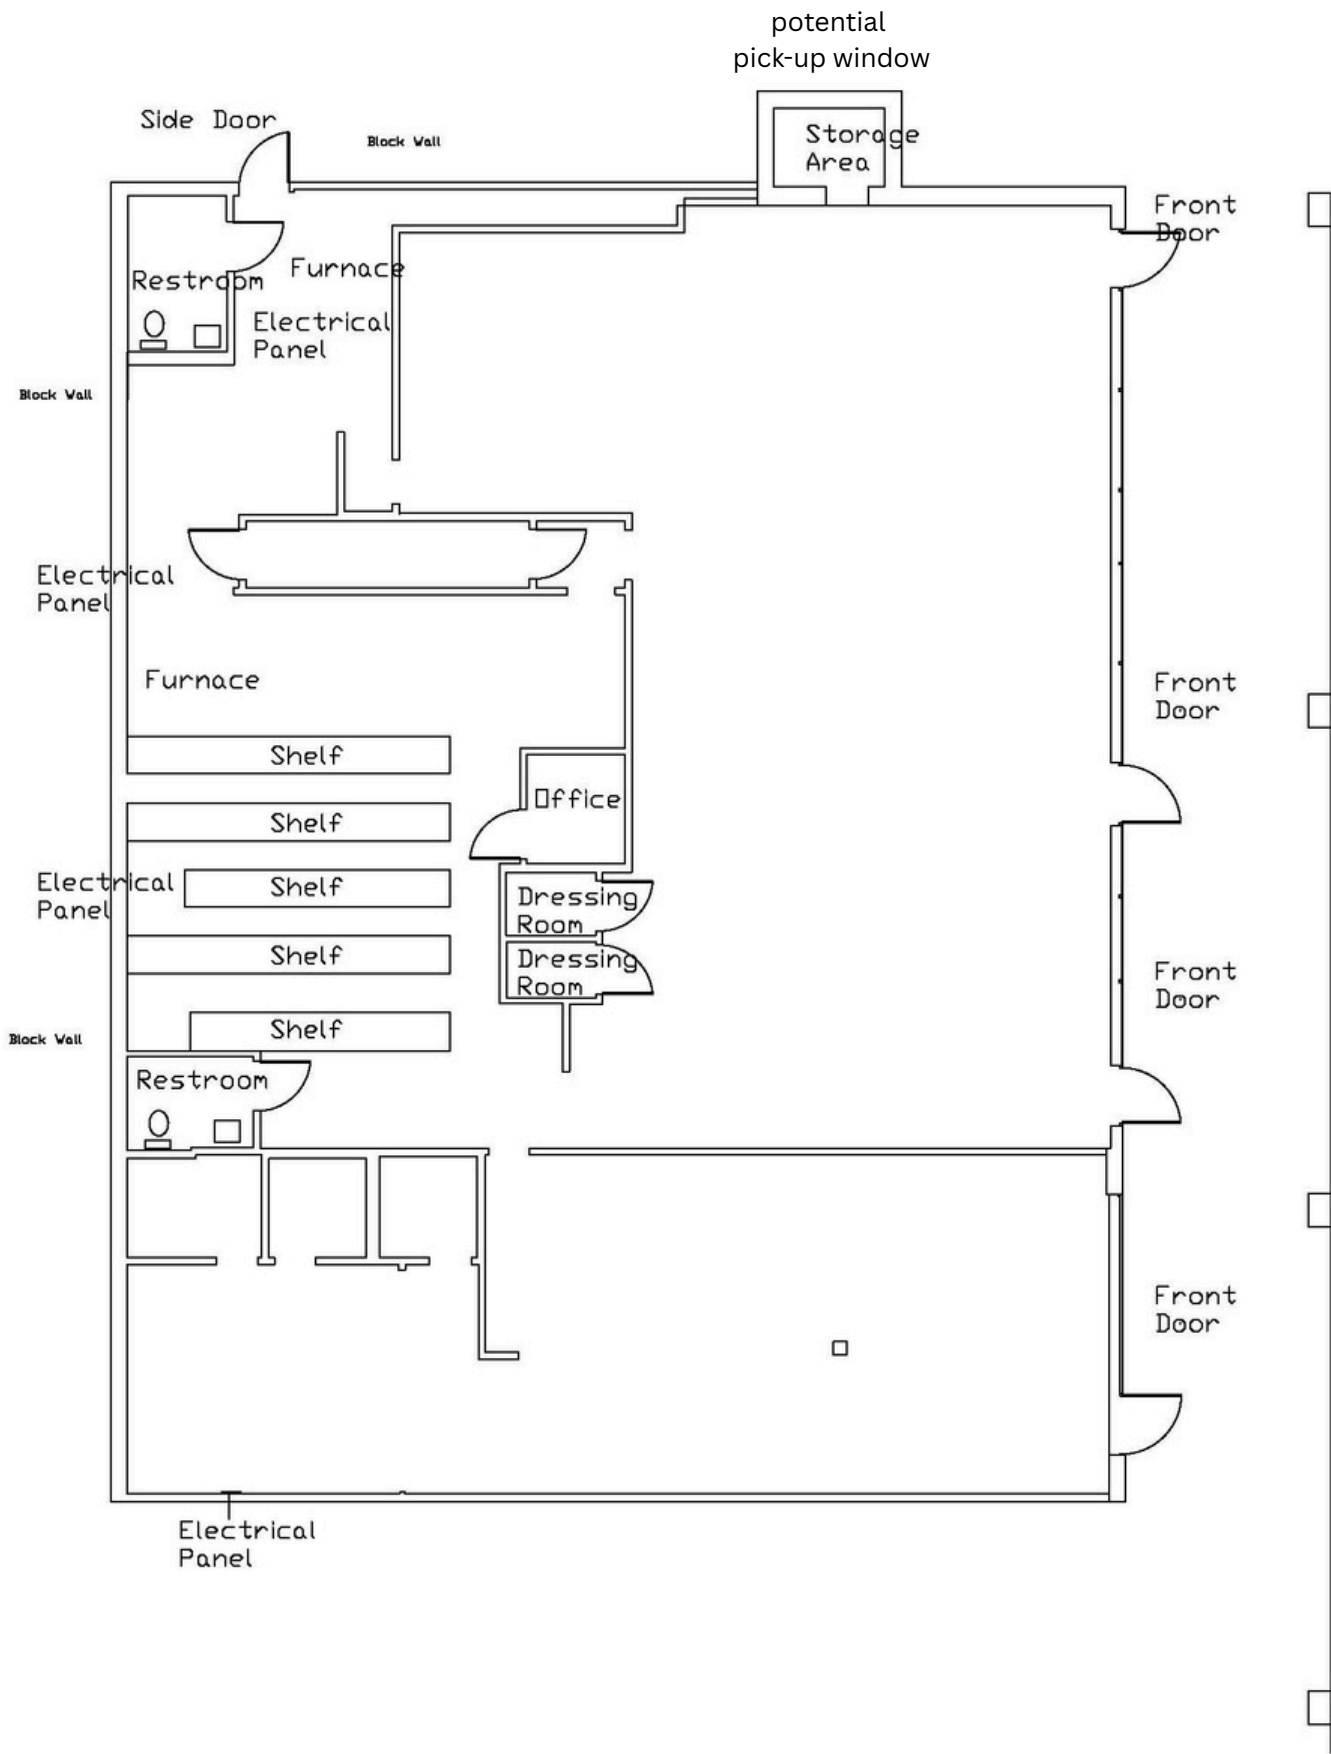 potential
pick-up window
Side Door
Block Wall
Storage
Area
Front
Door
Restroom
Furnace
Electrical
Panel
Block Wall
Electrical
Panel
Furnace
Front
Door
Shelf
Office
Shelf
Electrical
Panel
Shelf
Dressing
Room
Shelf
Dressing
Room
Front
Door
Shelf
Block Wall
Restroom
Front
Door
Electrical
Panel